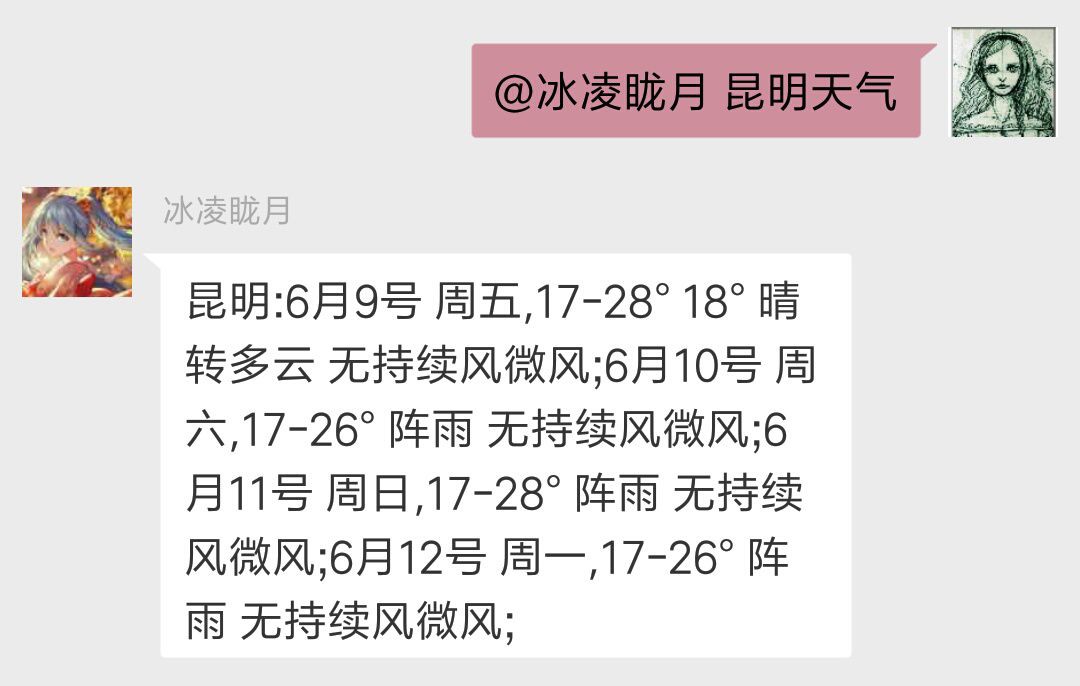 @冰凌眬月 昆明天气
冰凌眬月
昆明:6月9号 周五,17-28° 18° 晴
转多云 无持续风微风;6月10号 周
六,17-26° 阵雨 无持续风微风;6
月11号 周日,17-28° 阵雨 无持续
风微风;6月12号 周一,17-26° 阵
雨 无持续风微风;